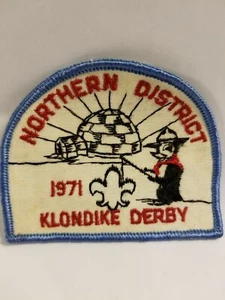 NORTHERN DISTRICT
1971
KLONDIKE DERBY